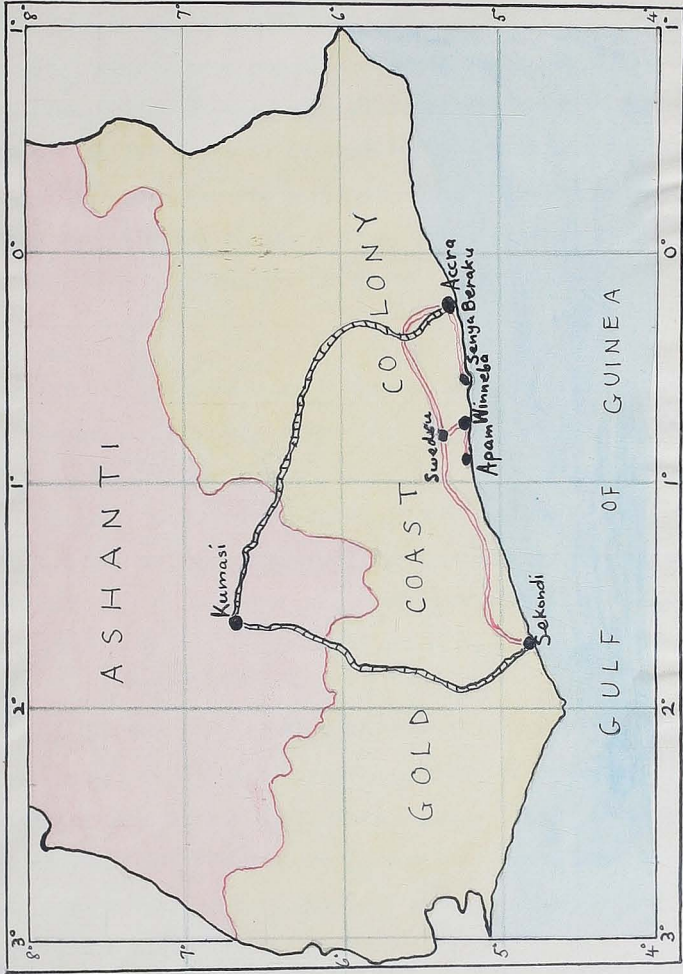 3° 2° 1° 0° 1°
8° 8°
ASHANTI
7° 7°
Kumasi
6° 6°
GOLD COAST COLONY
Swedru
Accra
Senya Beraku
Winneba
Apam
5° 5°
Sekondi
GULF OF GUINEA
4° 4°
3° 2° 1° 0° 1°